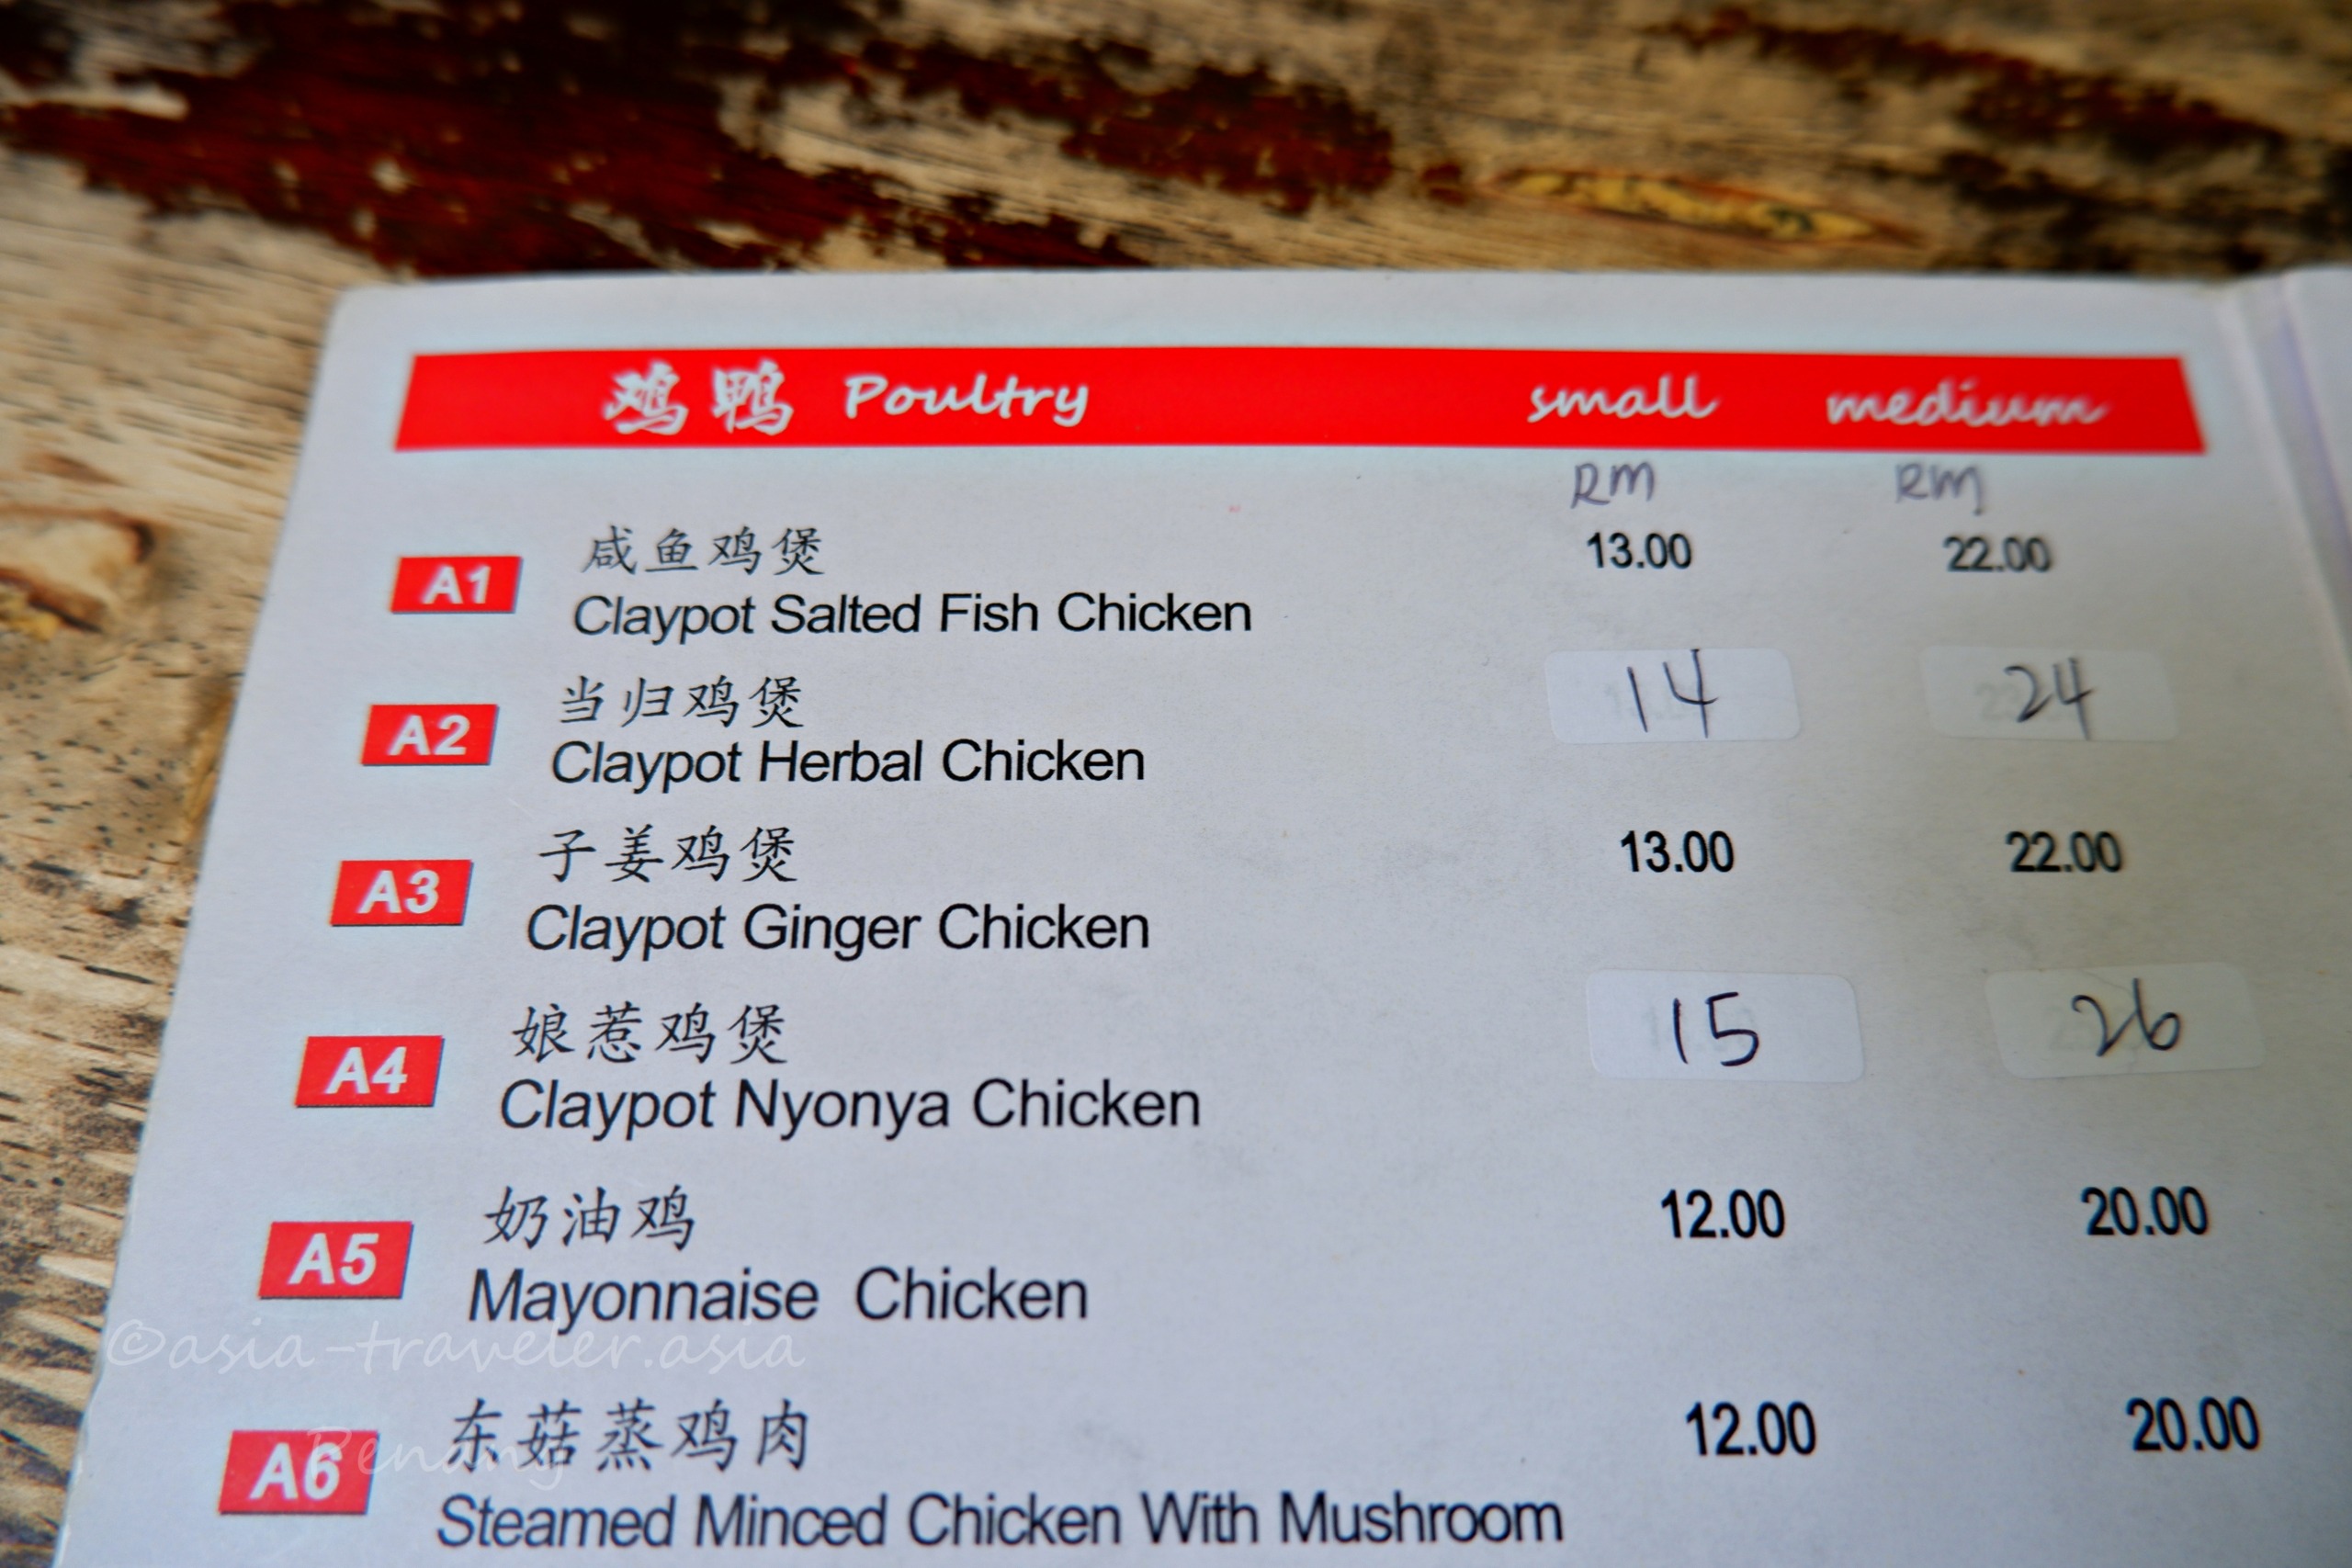 鸡鸭 Poultry small medium
RM RM
A1 咸鱼鸡煲 13.00 22.00
Claypot Salted Fish Chicken
A2 当归鸡煲 14 24
Claypot Herbal Chicken
A3 子姜鸡煲 13.00 22.00
Claypot Ginger Chicken
A4 娘惹鸡煲 15 26
Claypot Nyonya Chicken
A5 奶油鸡 12.00 20.00
Mayonnaise Chicken
©asia-traveler.asia
A6 东菇蒸鸡肉 12.00 20.00
Penang
Steamed Minced Chicken With Mushroom